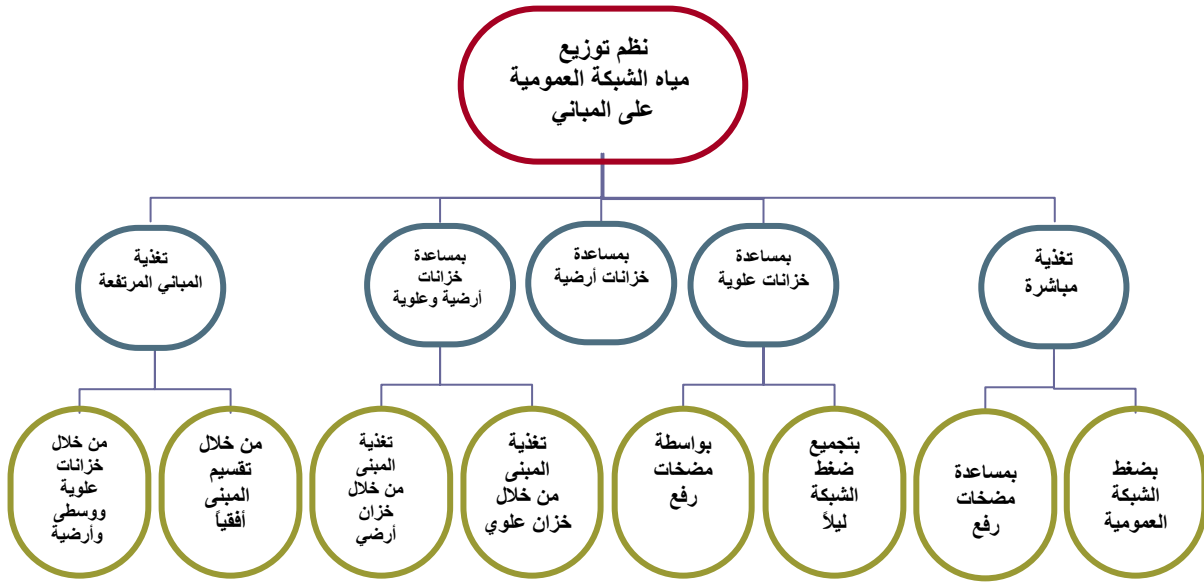 نظم توزيع
مياه الشبكة العمومية
على المباني
تغذية
مباشرة
بمساعدة
خزانات علوية
بمساعدة
خزانات أرضية
بمساعدة
خزانات
أرضية وعلوية
تغذية
المباني المرتفعة
بضغط
الشبكة
العمومية
بمساعدة
مضخات
رفع
بتجميع
ضغط
الشبكة
ليلاً
بواسطة
مضخات
رفع
تغذية
المبنى
من خلال
خزان علوي
تغذية
المبنى
من خلال
خزان
أرضي
من خلال
تقسيم
المبنى
أفقياً
من خلال
خزانات
علوية
ووسطى
وأرضية